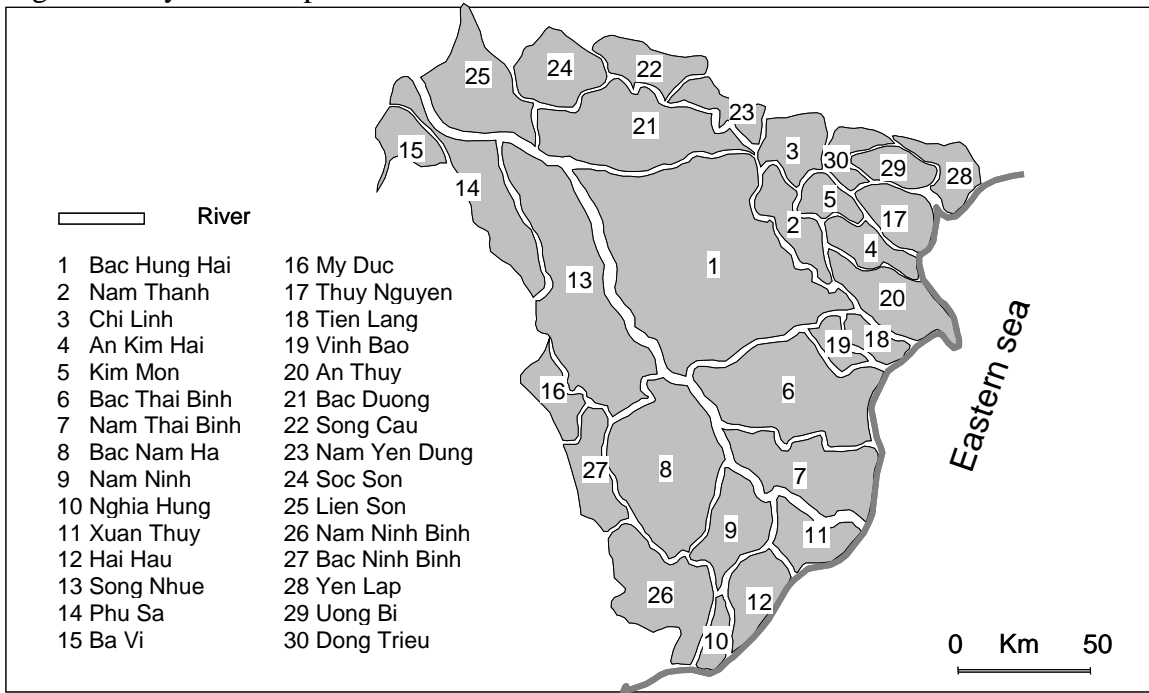 River
1 Bac Hung Hai
2 Nam Thanh
3 Chi Linh
4 An Kim Hai
5 Kim Mon
6 Bac Thai Binh
7 Nam Thai Binh
8 Bac Nam Ha
9 Nam Ninh
10 Nghia Hung
11 Xuan Thuy
12 Hai Hau
13 Song Nhue
14 Phu Sa
15 Ba Vi
16 My Duc
17 Thuy Nguyen
18 Tien Lang
19 Vinh Bao
20 An Thuy
21 Bac Duong
22 Song Cau
23 Nam Yen Dung
24 Soc Son
25 Lien Son
26 Nam Ninh Binh
27 Bac Ninh Binh
28 Yen Lap
29 Uong Bi
30 Dong Trieu
25
24
22
21
23
15
14
3
30
29
28
5
17
2
4
1
13
20
19
18
16
6
27
8
7
9
11
26
12
10
Eastern sea
0 Km 50